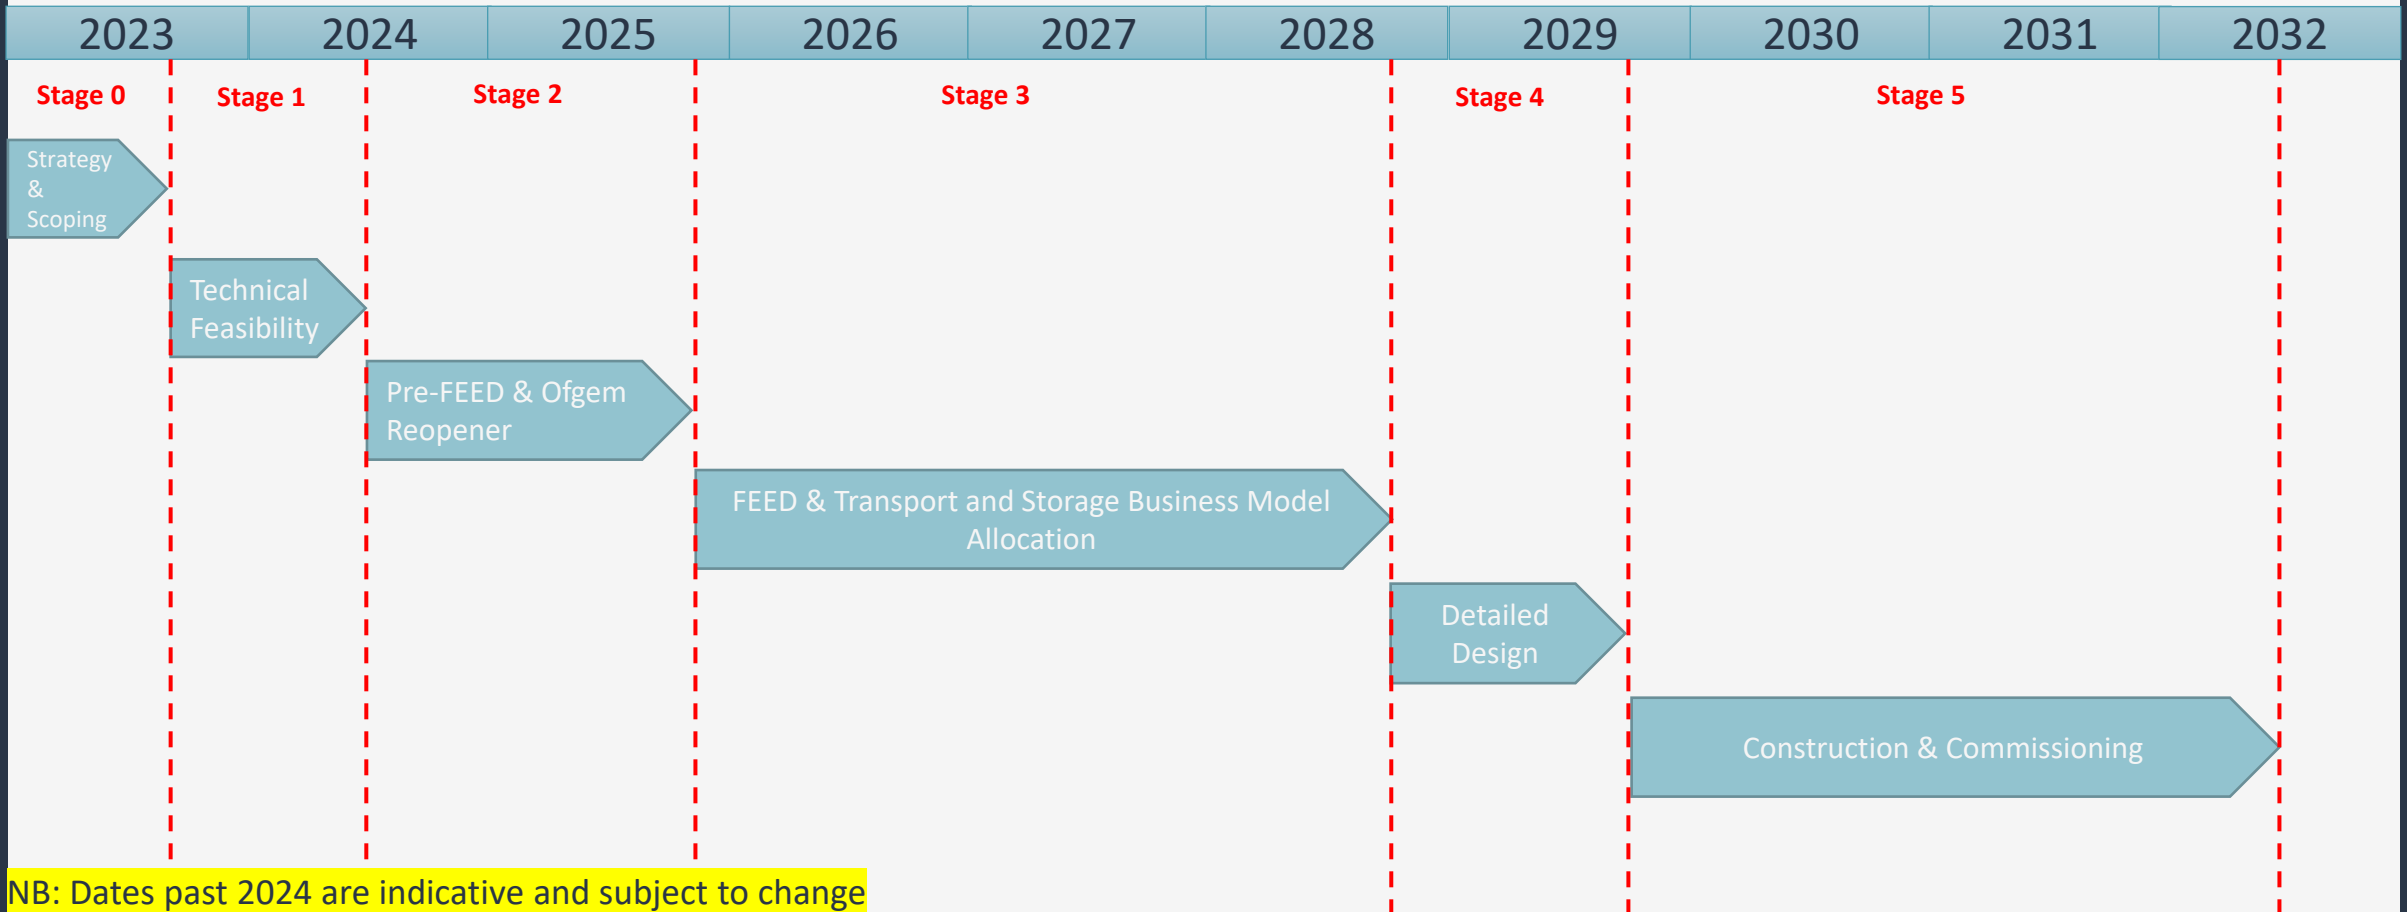 2023 2024 2025 2026 2027 2028 2029 2030 2031 2032
Stage 0 Stage 1 Stage 2 Stage 3 Stage 4 Stage 5
Strategy
&
Scoping
Technical
Feasibility
Pre-FEED & Ofgem
Reopener
FEED & Transport and Storage Business Model
Allocation
Detailed
Design
Construction & Commissioning
NB: Dates past 2024 are indicative and subject to change